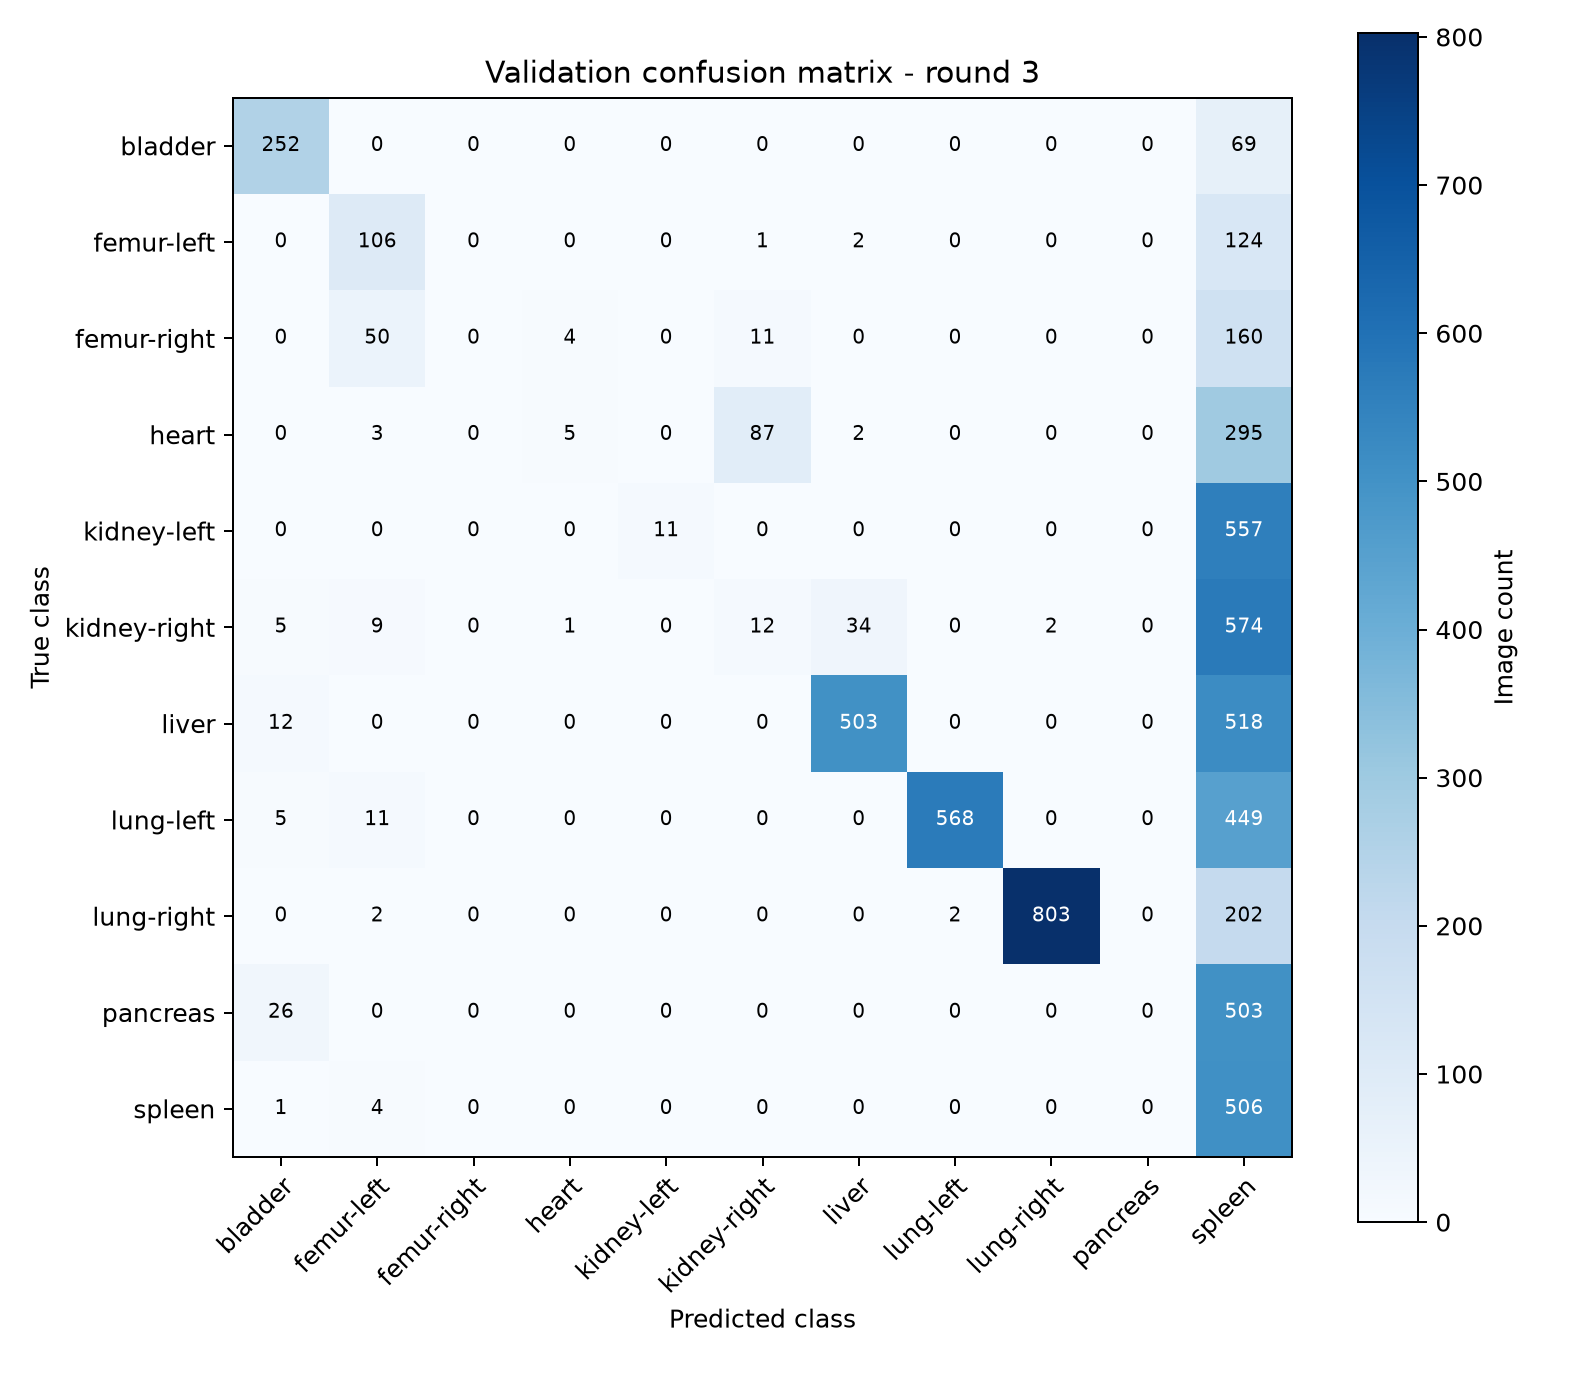 Validation confusion matrix - round 3
True class
bladder 252 0 0 0 0 0 0 0 0 0 69
femur-left 0 106 0 0 0 1 2 0 0 0 124
femur-right 0 50 0 4 0 11 0 0 0 0 160
heart 0 3 0 5 0 87 2 0 0 0 295
kidney-left 0 0 0 0 11 0 0 0 0 0 557
kidney-right 5 9 0 1 0 12 34 0 2 0 574
liver 12 0 0 0 0 0 503 0 0 0 518
lung-left 5 11 0 0 0 0 0 568 0 0 449
lung-right 0 2 0 0 0 0 0 2 803 0 202
pancreas 26 0 0 0 0 0 0 0 0 0 503
spleen 1 4 0 0 0 0 0 0 0 0 506
bladder femur-left femur-right heart kidney-left kidney-right liver lung-left lung-right pancreas spleen
Predicted class
800
700
600
500
400
300
200
100
0
Image count